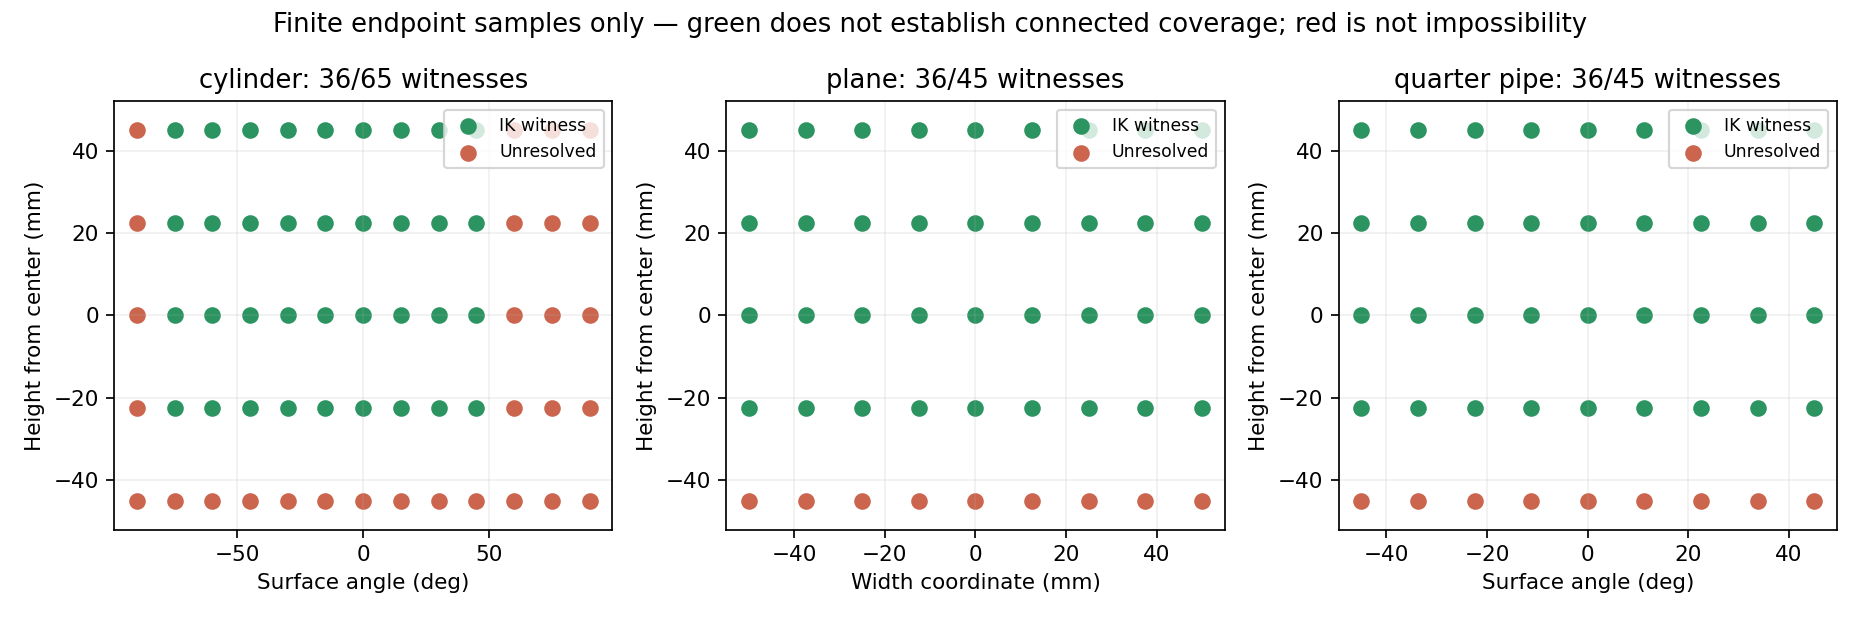 Finite endpoint samples only — green does not establish connected coverage; red is not impossibility
cylinder: 36/65 witnesses
Height from center (mm)
40
20
0
−20
−40
−50
0
50
Surface angle (deg)
IK witness
Unresolved
plane: 36/45 witnesses
Height from center (mm)
40
20
0
−20
−40
−40
−20
0
20
40
Width coordinate (mm)
IK witness
Unresolved
quarter pipe: 36/45 witnesses
Height from center (mm)
40
20
0
−20
−40
−40
−20
0
20
40
Surface angle (deg)
IK witness
Unresolved